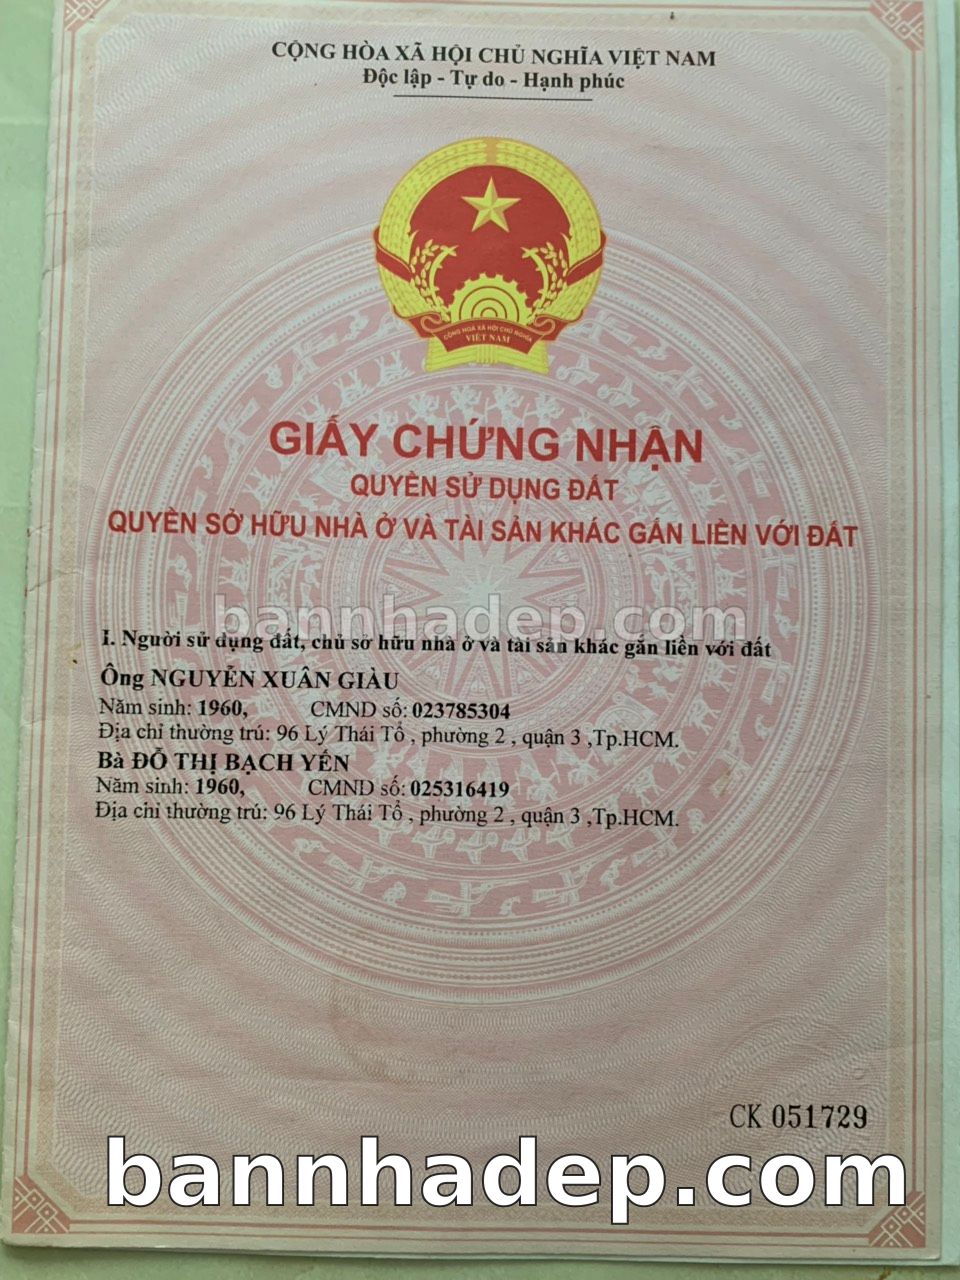 CỘNG HÒA XÃ HỘI CHỦ NGHĨA VIỆT NAM
Độc lập - Tự do - Hạnh phúc
CỘNG HOÀ XÃ HỘI CHỦ NGHĨA
VIỆT NAM
GIẤY CHỨNG NHẬN
QUYỀN SỬ DỤNG ĐẤT
QUYỀN SỞ HỮU NHÀ Ở VÀ TÀI SẢN KHÁC GẮN LIỀN VỚI ĐẤT
bannhadep.com
I. Người sử dụng đất, chủ sở hữu nhà ở và tài sản khác gắn liền với đất
Ông NGUYỄN XUÂN GIÀU
Năm sinh: 1960, CMND số: 023785304
Địa chỉ thường trú: 96 Lý Thái Tổ , phường 2 , quận 3 ,Tp.HCM.
Bà ĐỖ THỊ BẠCH YẾN
Năm sinh: 1960, CMND số: 025316419
Địa chỉ thường trú: 96 Lý Thái Tổ , phường 2 , quận 3 ,Tp.HCM.
CK 051729
bannhadep.com